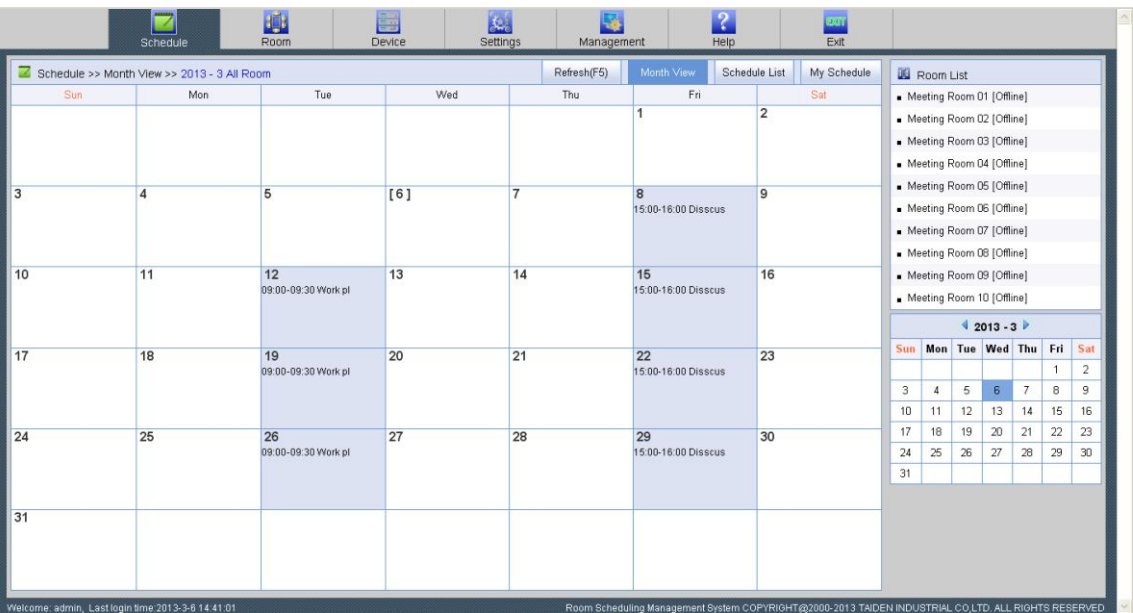 Schedule Room Device Settings Management Help EXIT Exit
Schedule >> Month View >> 2013 - 3 All Room Refresh(F5) Month View Schedule List My Schedule
Sun Mon Tue Wed Thu Fri Sat
1 2
3 4 5 [ 6 ] 7 8 9
15:00-16:00 Disscus
10 11 12 13 14 15 16
09:00-09:30 Work pl 15:00-16:00 Disscus
17 18 19 20 21 22 23
09:00-09:30 Work pl 15:00-16:00 Disscus
24 25 26 27 28 29 30
09:00-09:30 Work pl 15:00-16:00 Disscus
31
Room List
Meeting Room 01 [Offline]
Meeting Room 02 [Offline]
Meeting Room 03 [Offline]
Meeting Room 04 [Offline]
Meeting Room 05 [Offline]
Meeting Room 06 [Offline]
Meeting Room 07 [Offline]
Meeting Room 08 [Offline]
Meeting Room 09 [Offline]
Meeting Room 10 [Offline]
2013 - 3
Sun Mon Tue Wed Thu Fri Sat
1 2
3 4 5 6 7 8 9
10 11 12 13 14 15 16
17 18 19 20 21 22 23
24 25 26 27 28 29 30
31
Welcome: admin, Last login time:2013-3-6 14:41:01 Room Scheduling Management System COPYRIGHT@2000-2013 TAIDEN INDUSTRIAL CO,LTD. ALL RIGHTS RESERVED